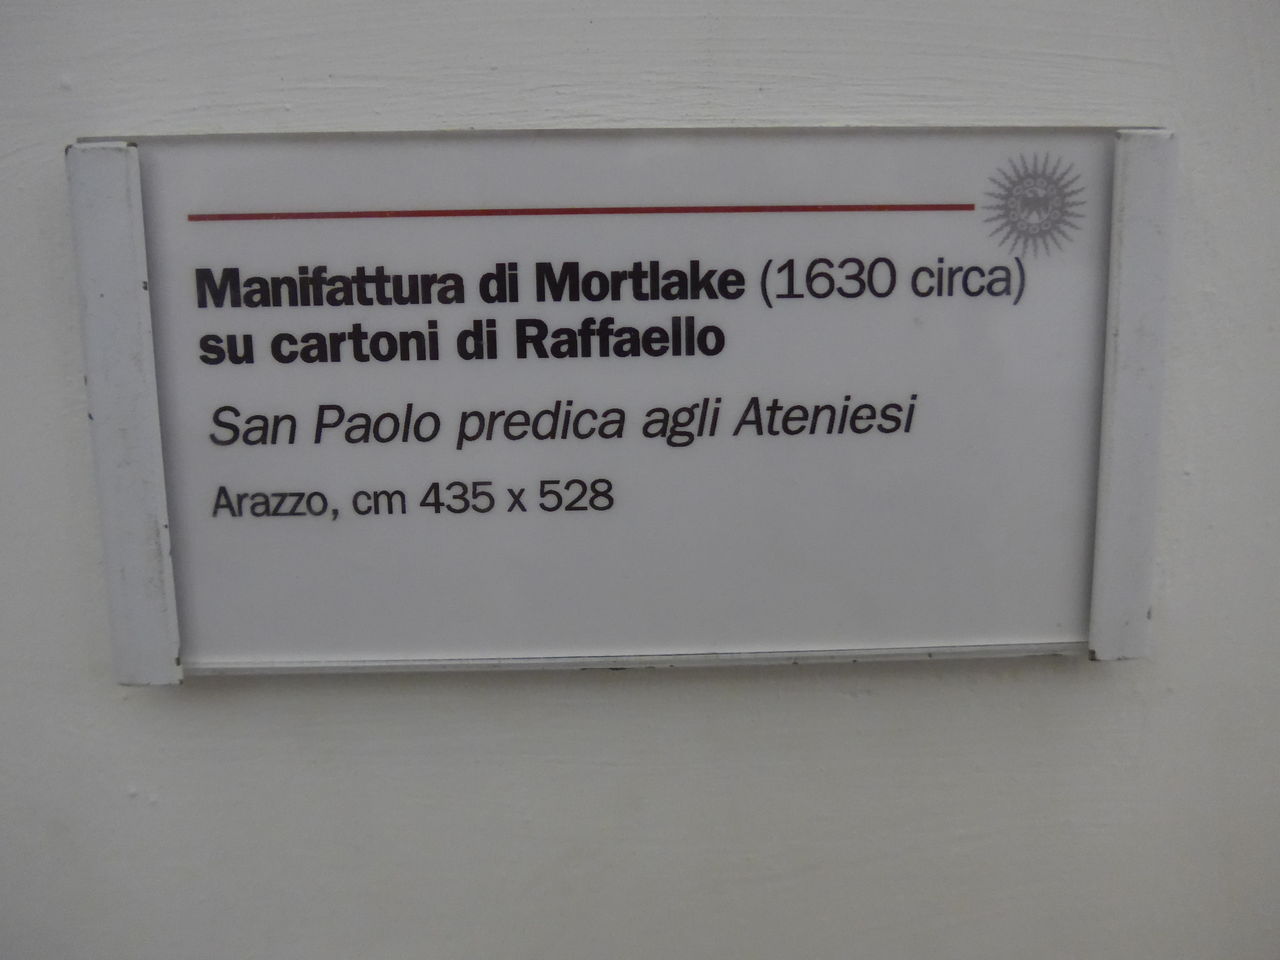 Manifattura di Mortlake (1630 circa)
su cartoni di Raffaello
San Paolo predica agli Ateniesi
Arazzo, cm 435 x 528